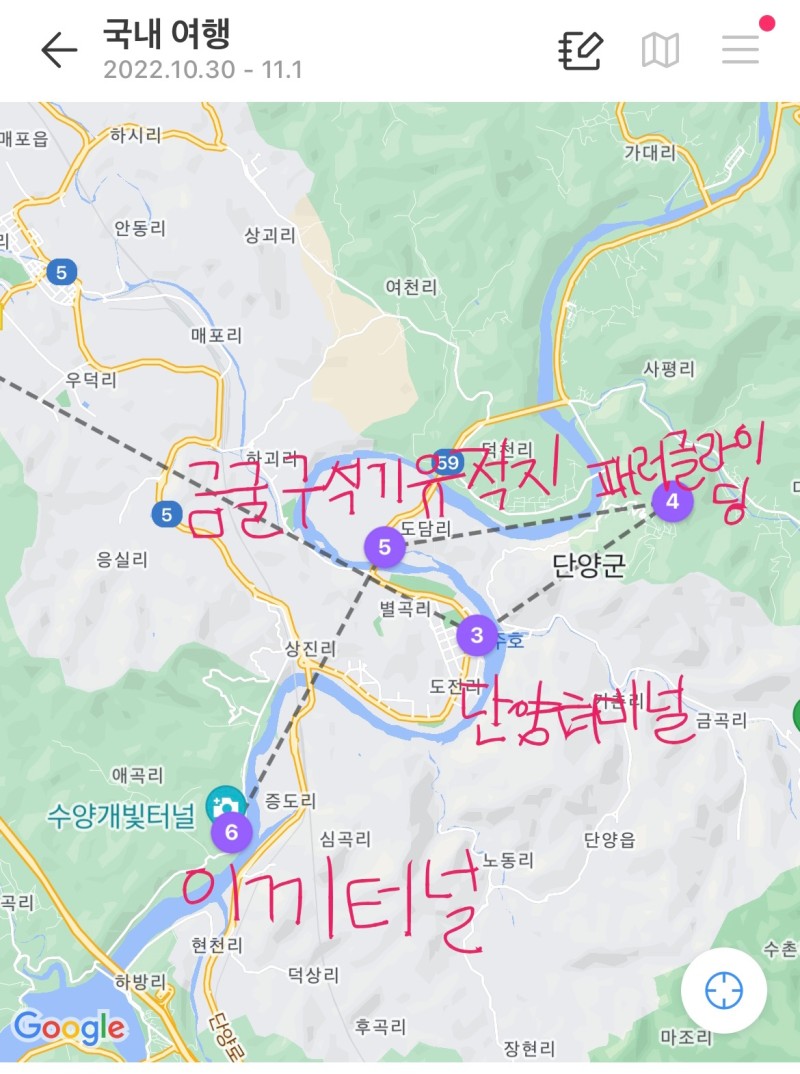 국내 여행
2022.10.30 - 11.1
매포읍
하시리
가대리
안동리
상괴리
리
5
여천리
매포리
사평리
우덕리
하괴리
59
덕천리
금굴구석기유적지
패러글라이
딩
4
5
도담리
5
응실리
단양군
별곡리
3
주호
상진리
도전리
단양터미널
금곡리
애곡리
수양개빛터널
증도리
6
심곡리
단양읍
노동리
이끼터널
곡리
현천리
수촌
덕상리
하방리
Google
단양로
후곡리
마조리
장현리